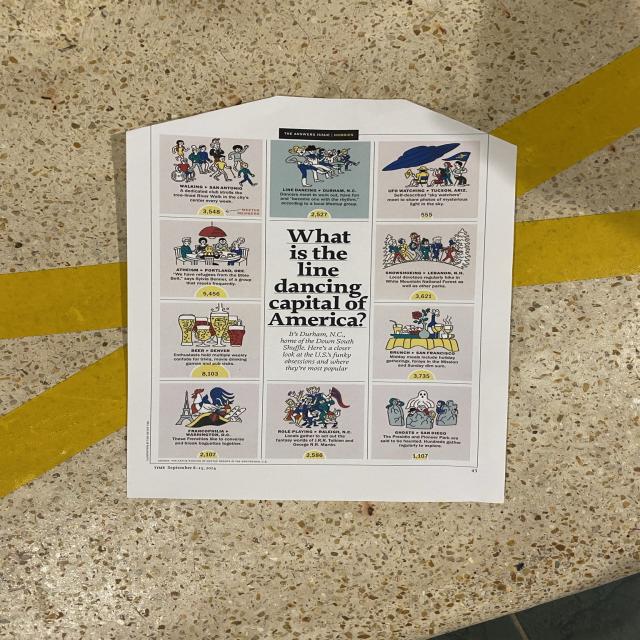 THE ANSWERS ISSUE | HOBBIES
WALKING • SAN ANTONIO
A dedicated club strolls the
tree-lined River Walk in the city's
center every week.
3,548
MEETUP
MEMBERS
LINE DANCING • DURHAM, N.C.
Dancers meet to work out, have fun
and "become one with the rhythm,"
according to a local Meetup group.
2,527
UFO WATCHING • TUCSON, ARIZ.
Self-described "sky watchers"
meet to share photos of mysterious
light in the sky.
555
ATHEISM • PORTLAND, ORE.
"We have refugees from the Bible
Belt," says Sylvia Benner, of a group
that meets frequently.
6,456
What
is the
line
dancing
capital of
America?
It's Durham, N.C.,
home of the Down South
Shuffle. Here's a closer
look at the U.S.'s funky
obsessions and where
they're most popular
SNOWSHOEING • LEBANON, N.H.
Local devotees regularly hike in
White Mountain National Forest as
well as other parks.
3,621
BEER • DENVER
Enthusiasts hold multiple weekly
confabs for trivia, movie drinking
games and pub visits.
8,103
BRUNCH • SAN FRANCISCO
Midday meals include holiday
gatherings, forays in the Mission
and Sunday dim sum.
3,735
FRANCOPHILIA •
WASHINGTON, D.C.
These Frenchies like to converse
and break baguettes together.
2,107
ROLE-PLAYING • RALEIGH, N.C.
Locals gather to act out the
fantasy worlds of J.R.R. Tolkien and
George R.R. Martin.
2,586
GHOSTS • SAN DIEGO
The Presidio and Pioneer Park are
said to be haunted. Hundreds gather
regularly to explore.
1,107
TIME September 8–15, 2014